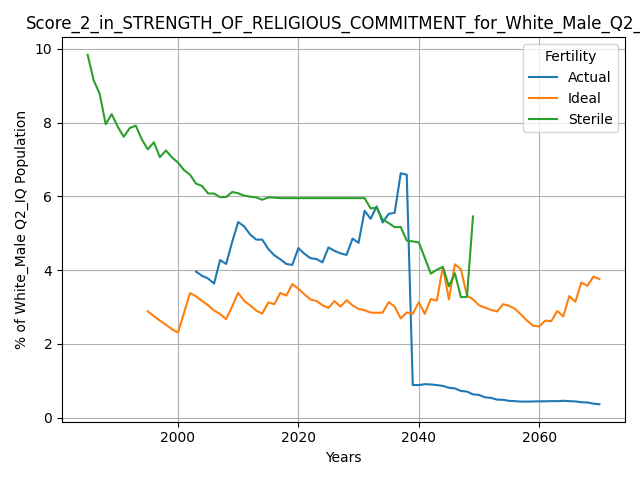 Score_2_in_STRENGTH_OF_RELIGIOUS_COMMITMENT_for_White_Male_Q2_
Fertility
Actual
Ideal
Sterile
% of White_Male Q2_IQ Population
10
8
6
4
2
0
2000 2020 2040 2060
Years